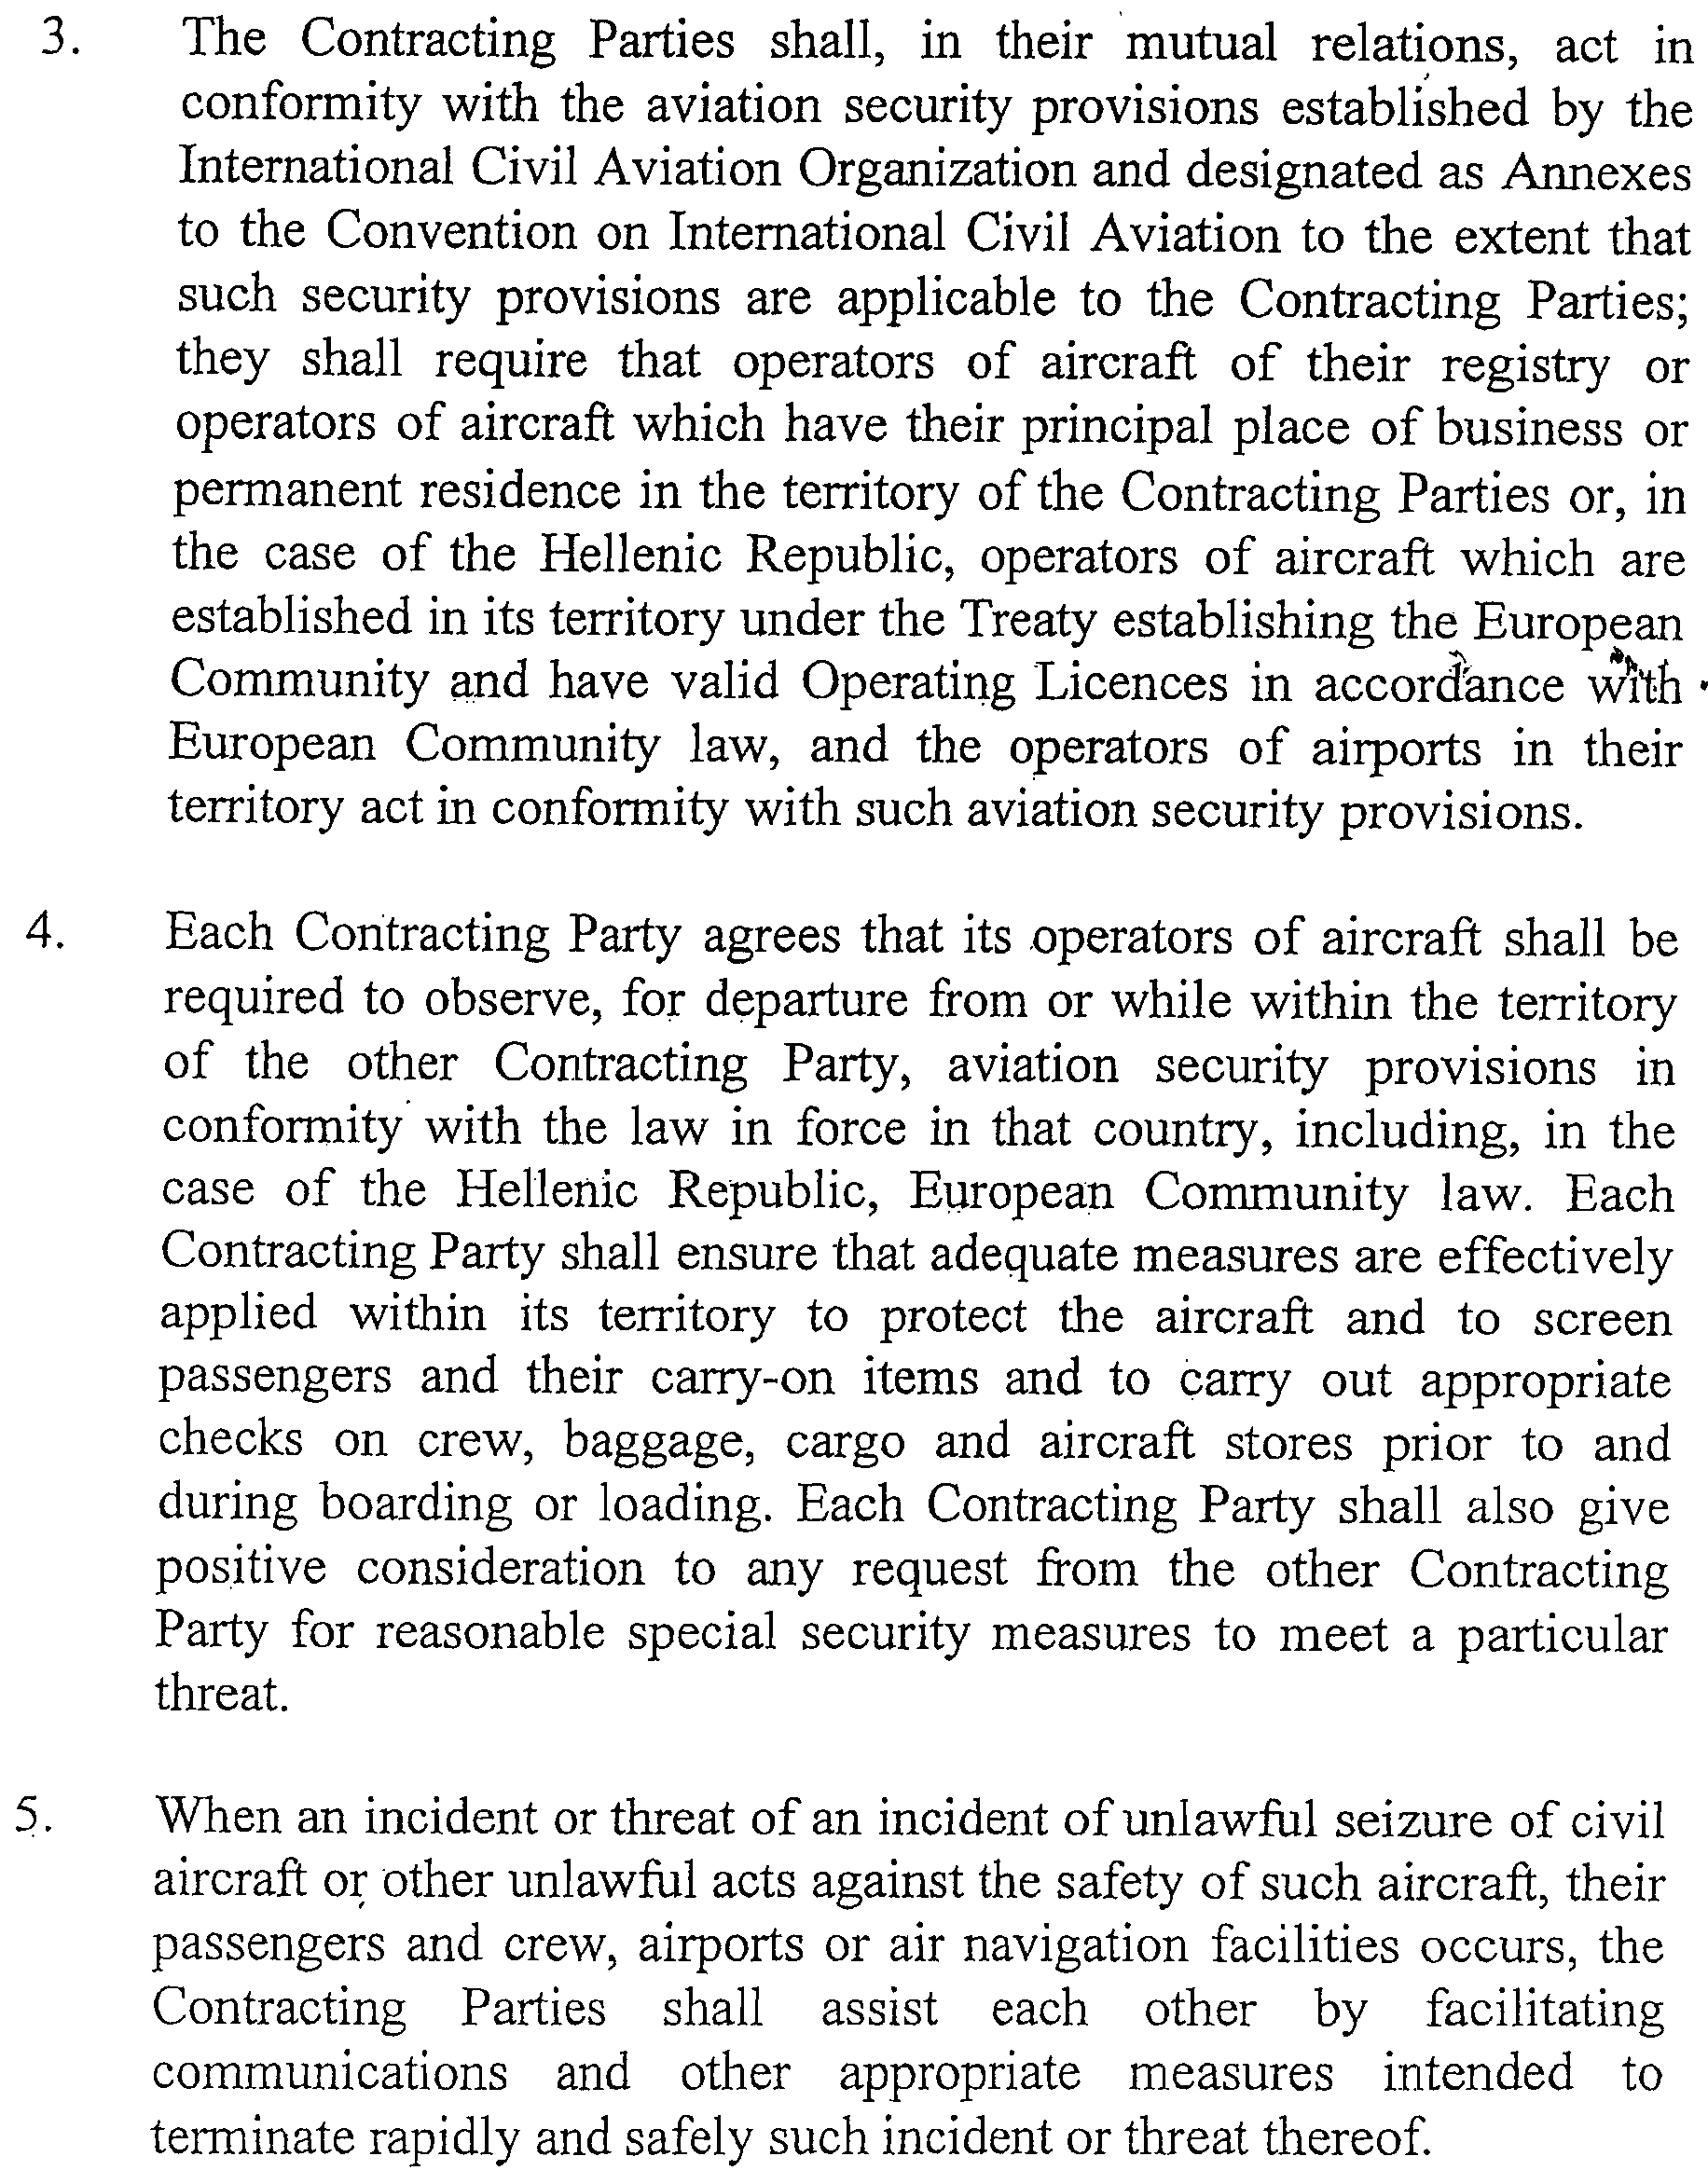 3. The Contracting Parties shall, in their mutual relations, act in
conformity with the aviation security provisions established by the
International Civil Aviation Organization and designated as Annexes
to the Convention on International Civil Aviation to the extent that
such security provisions are applicable to the Contracting Parties;
they shall require that operators of aircraft of their registry or
operators of aircraft which have their principal place of business or
permanent residence in the territory of the Contracting Parties or, in
the case of the Hellenic Republic, operators of aircraft which are
established in its territory under the Treaty establishing the European
Community and have valid Operating Licences in accordance with
European Community law, and the operators of airports in their
territory act in conformity with such aviation security provisions.
4. Each Contracting Party agrees that its operators of aircraft shall be
required to observe, for departure from or while within the territory
of the other Contracting Party, aviation security provisions in
conformity with the law in force in that country, including, in the
case of the Hellenic Republic, European Community law. Each
Contracting Party shall ensure that adequate measures are effectively
applied within its territory to protect the aircraft and to screen
passengers and their carry-on items and to carry out appropriate
checks on crew, baggage, cargo and aircraft stores prior to and
during boarding or loading. Each Contracting Party shall also give
positive consideration to any request from the other Contracting
Party for reasonable special security measures to meet a particular
threat.
5. When an incident or threat of an incident of unlawful seizure of civil
aircraft or other unlawful acts against the safety of such aircraft, their
passengers and crew, airports or air navigation facilities occurs, the
Contracting Parties shall assist each other by facilitating
communications and other appropriate measures intended to
terminate rapidly and safely such incident or threat thereof.